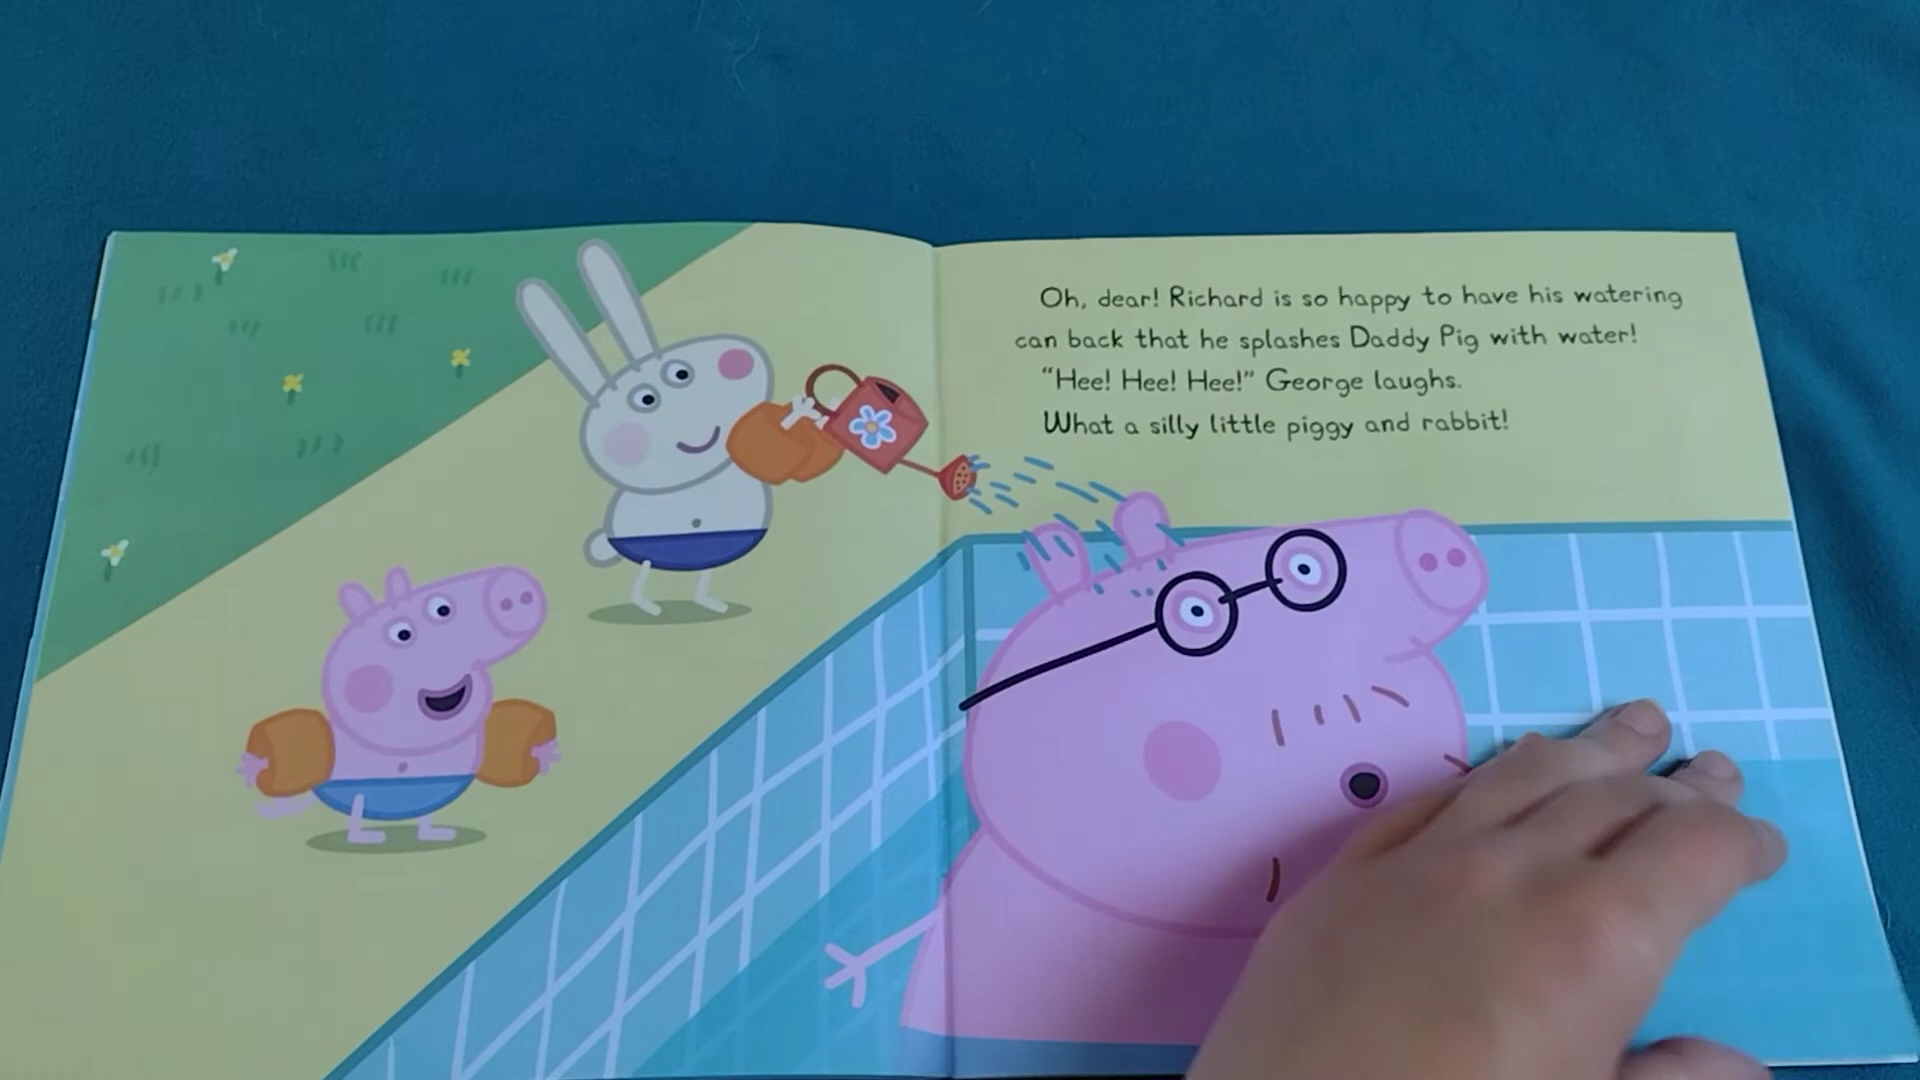 Oh, dear! Richard is so happy to have his watering
can back that he splashes Daddy Pig with water!
“Hee! Hee! Hee!” George laughs.
What a silly little piggy and rabbit!